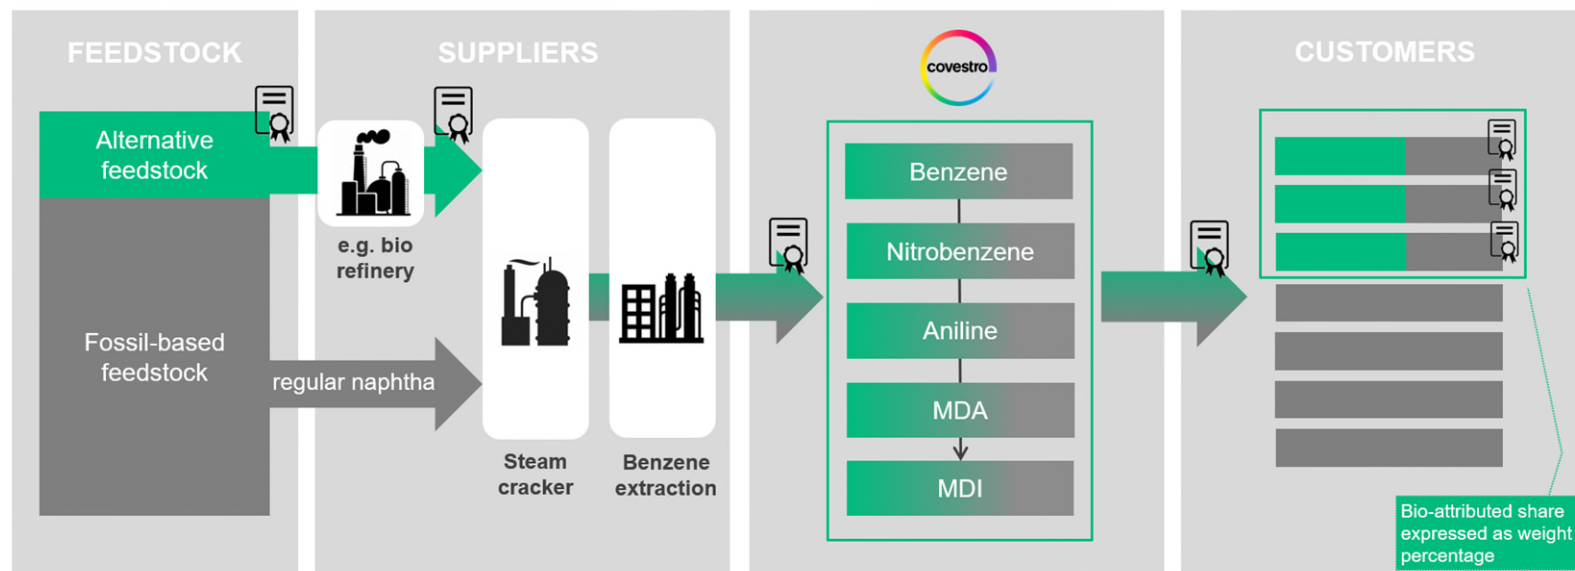 FEEDSTOCK
Alternative
feedstock
Fossil-based
feedstock
SUPPLIERS
e.g. bio
refinery
regular naphtha
Steam
cracker
Benzene
extraction
covestro
Benzene
Nitrobenzene
Aniline
MDA
MDI
CUSTOMERS
Bio-attributed share
expressed as weight
percentage